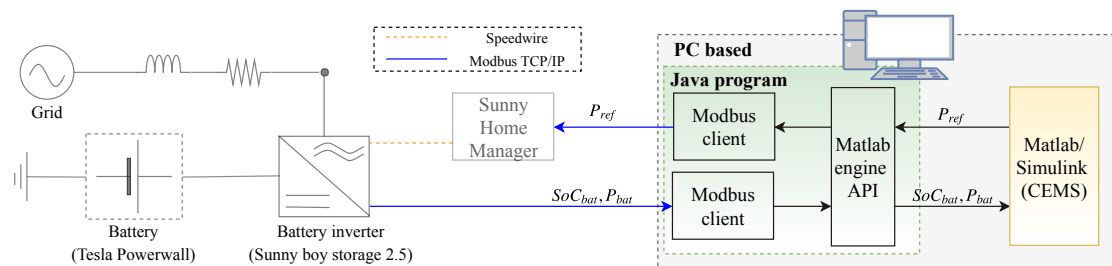 Grid
Battery
(Tesla Powerwall)
Battery inverter
(Sunny boy storage 2.5)
Speedwire
Modbus TCP/IP
Sunny
Home
Manager
P_ref
SoC_bat, P_bat
PC based
Java program
Modbus
client
Modbus
client
Matlab
engine
API
P_ref
SoC_bat, P_bat
Matlab/
Simulink
(CEMS)